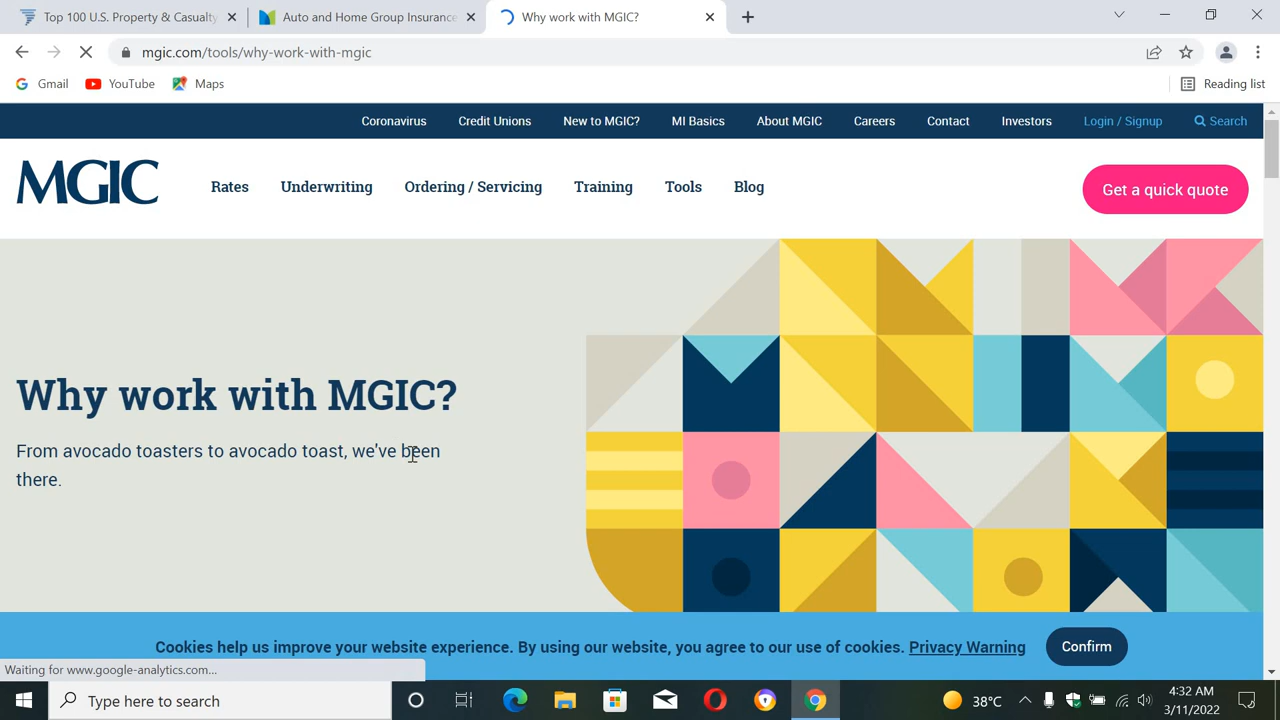 Top 100 U.S. Property & Casualty
Auto and Home Group Insurance
Why work with MGIC?
mgic.com/tools/why-work-with-mgic
Gmail
YouTube
Maps
Reading list
Coronavirus
Credit Unions
New to MGIC?
MI Basics
About MGIC
Careers
Contact
Investors
Login / Signup
Search
MGIC
Rates
Underwriting
Ordering / Servicing
Training
Tools
Blog
Get a quick quote
Why work with MGIC?
From avocado toasters to avocado toast, we've been
there.
Cookies help us improve your website experience. By using our website, you agree to our use of cookies. Privacy Warning
Confirm
Waiting for www.google-analytics.com...
Type here to search
38°C
4:32 AM
3/11/2022